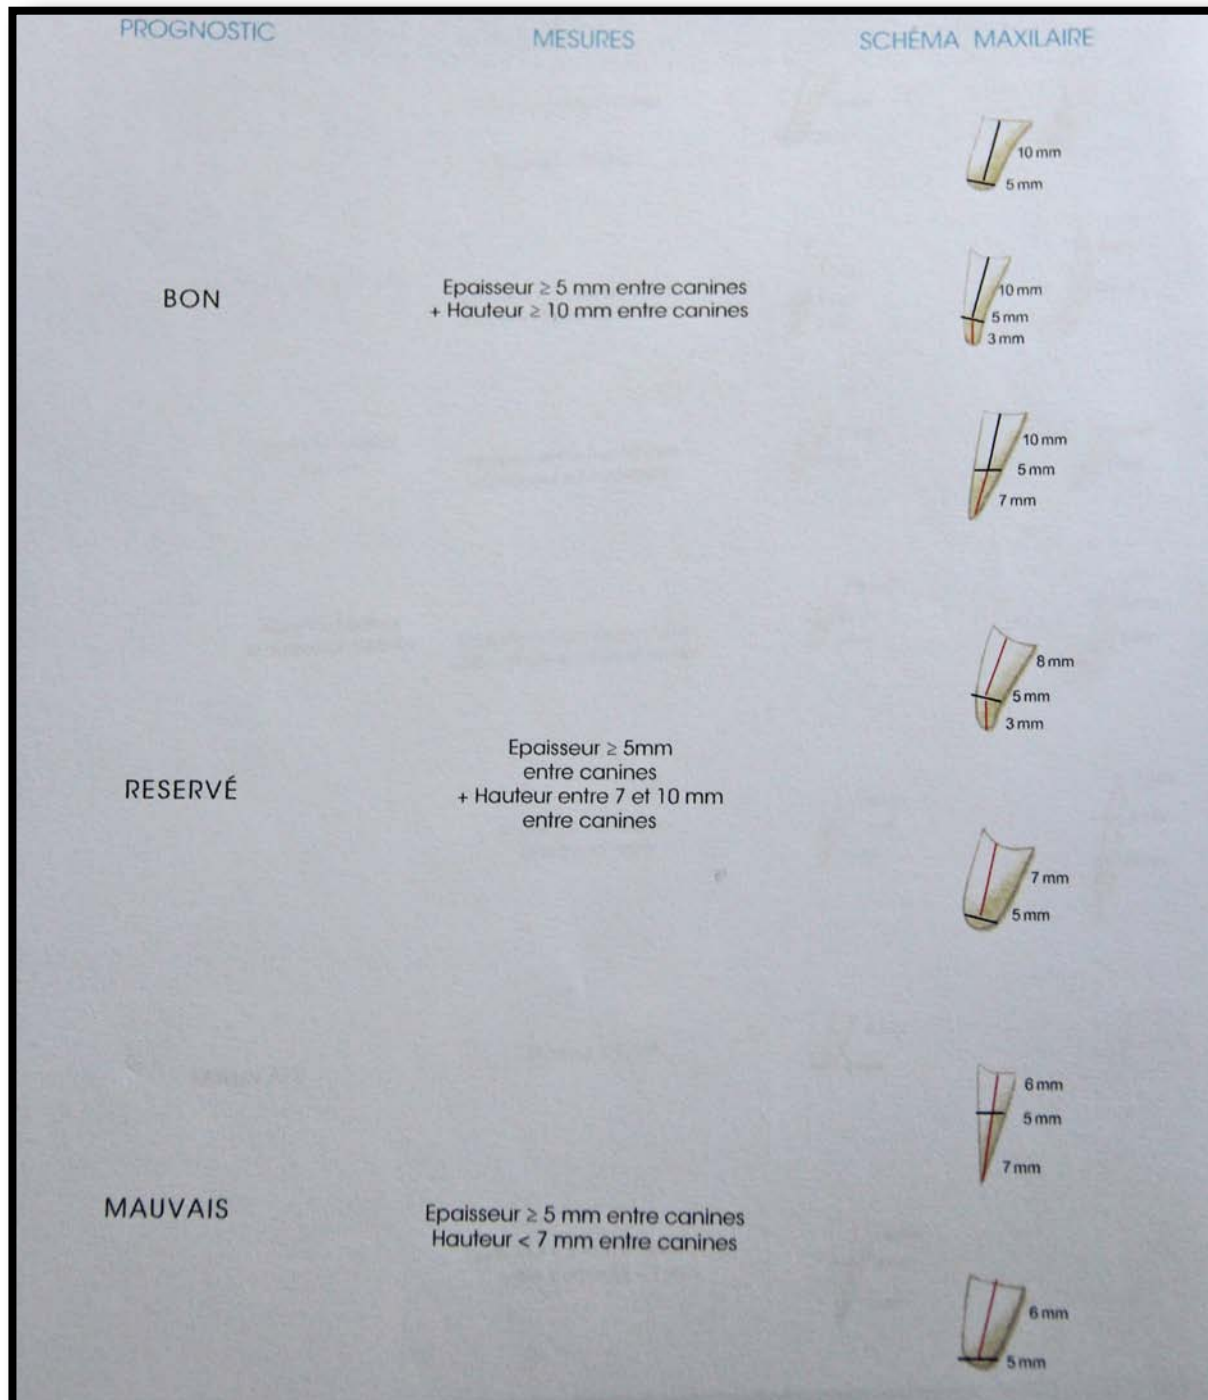 PROGNOSTIC
MESURES
SCHÉMA MAXILAIRE
10 mm
5 mm
BON
Epaisseur ≥ 5 mm entre canines
+ Hauteur ≥ 10 mm entre canines
10 mm
5 mm
3 mm
10 mm
5 mm
7 mm
RESERVÉ
Epaisseur ≥ 5mm
entre canines
+ Hauteur entre 7 et 10 mm
entre canines
8 mm
5 mm
3 mm
7 mm
5 mm
MAUVAIS
Epaisseur ≥ 5 mm entre canines
Hauteur < 7 mm entre canines
6 mm
5 mm
7 mm
6 mm
5 mm